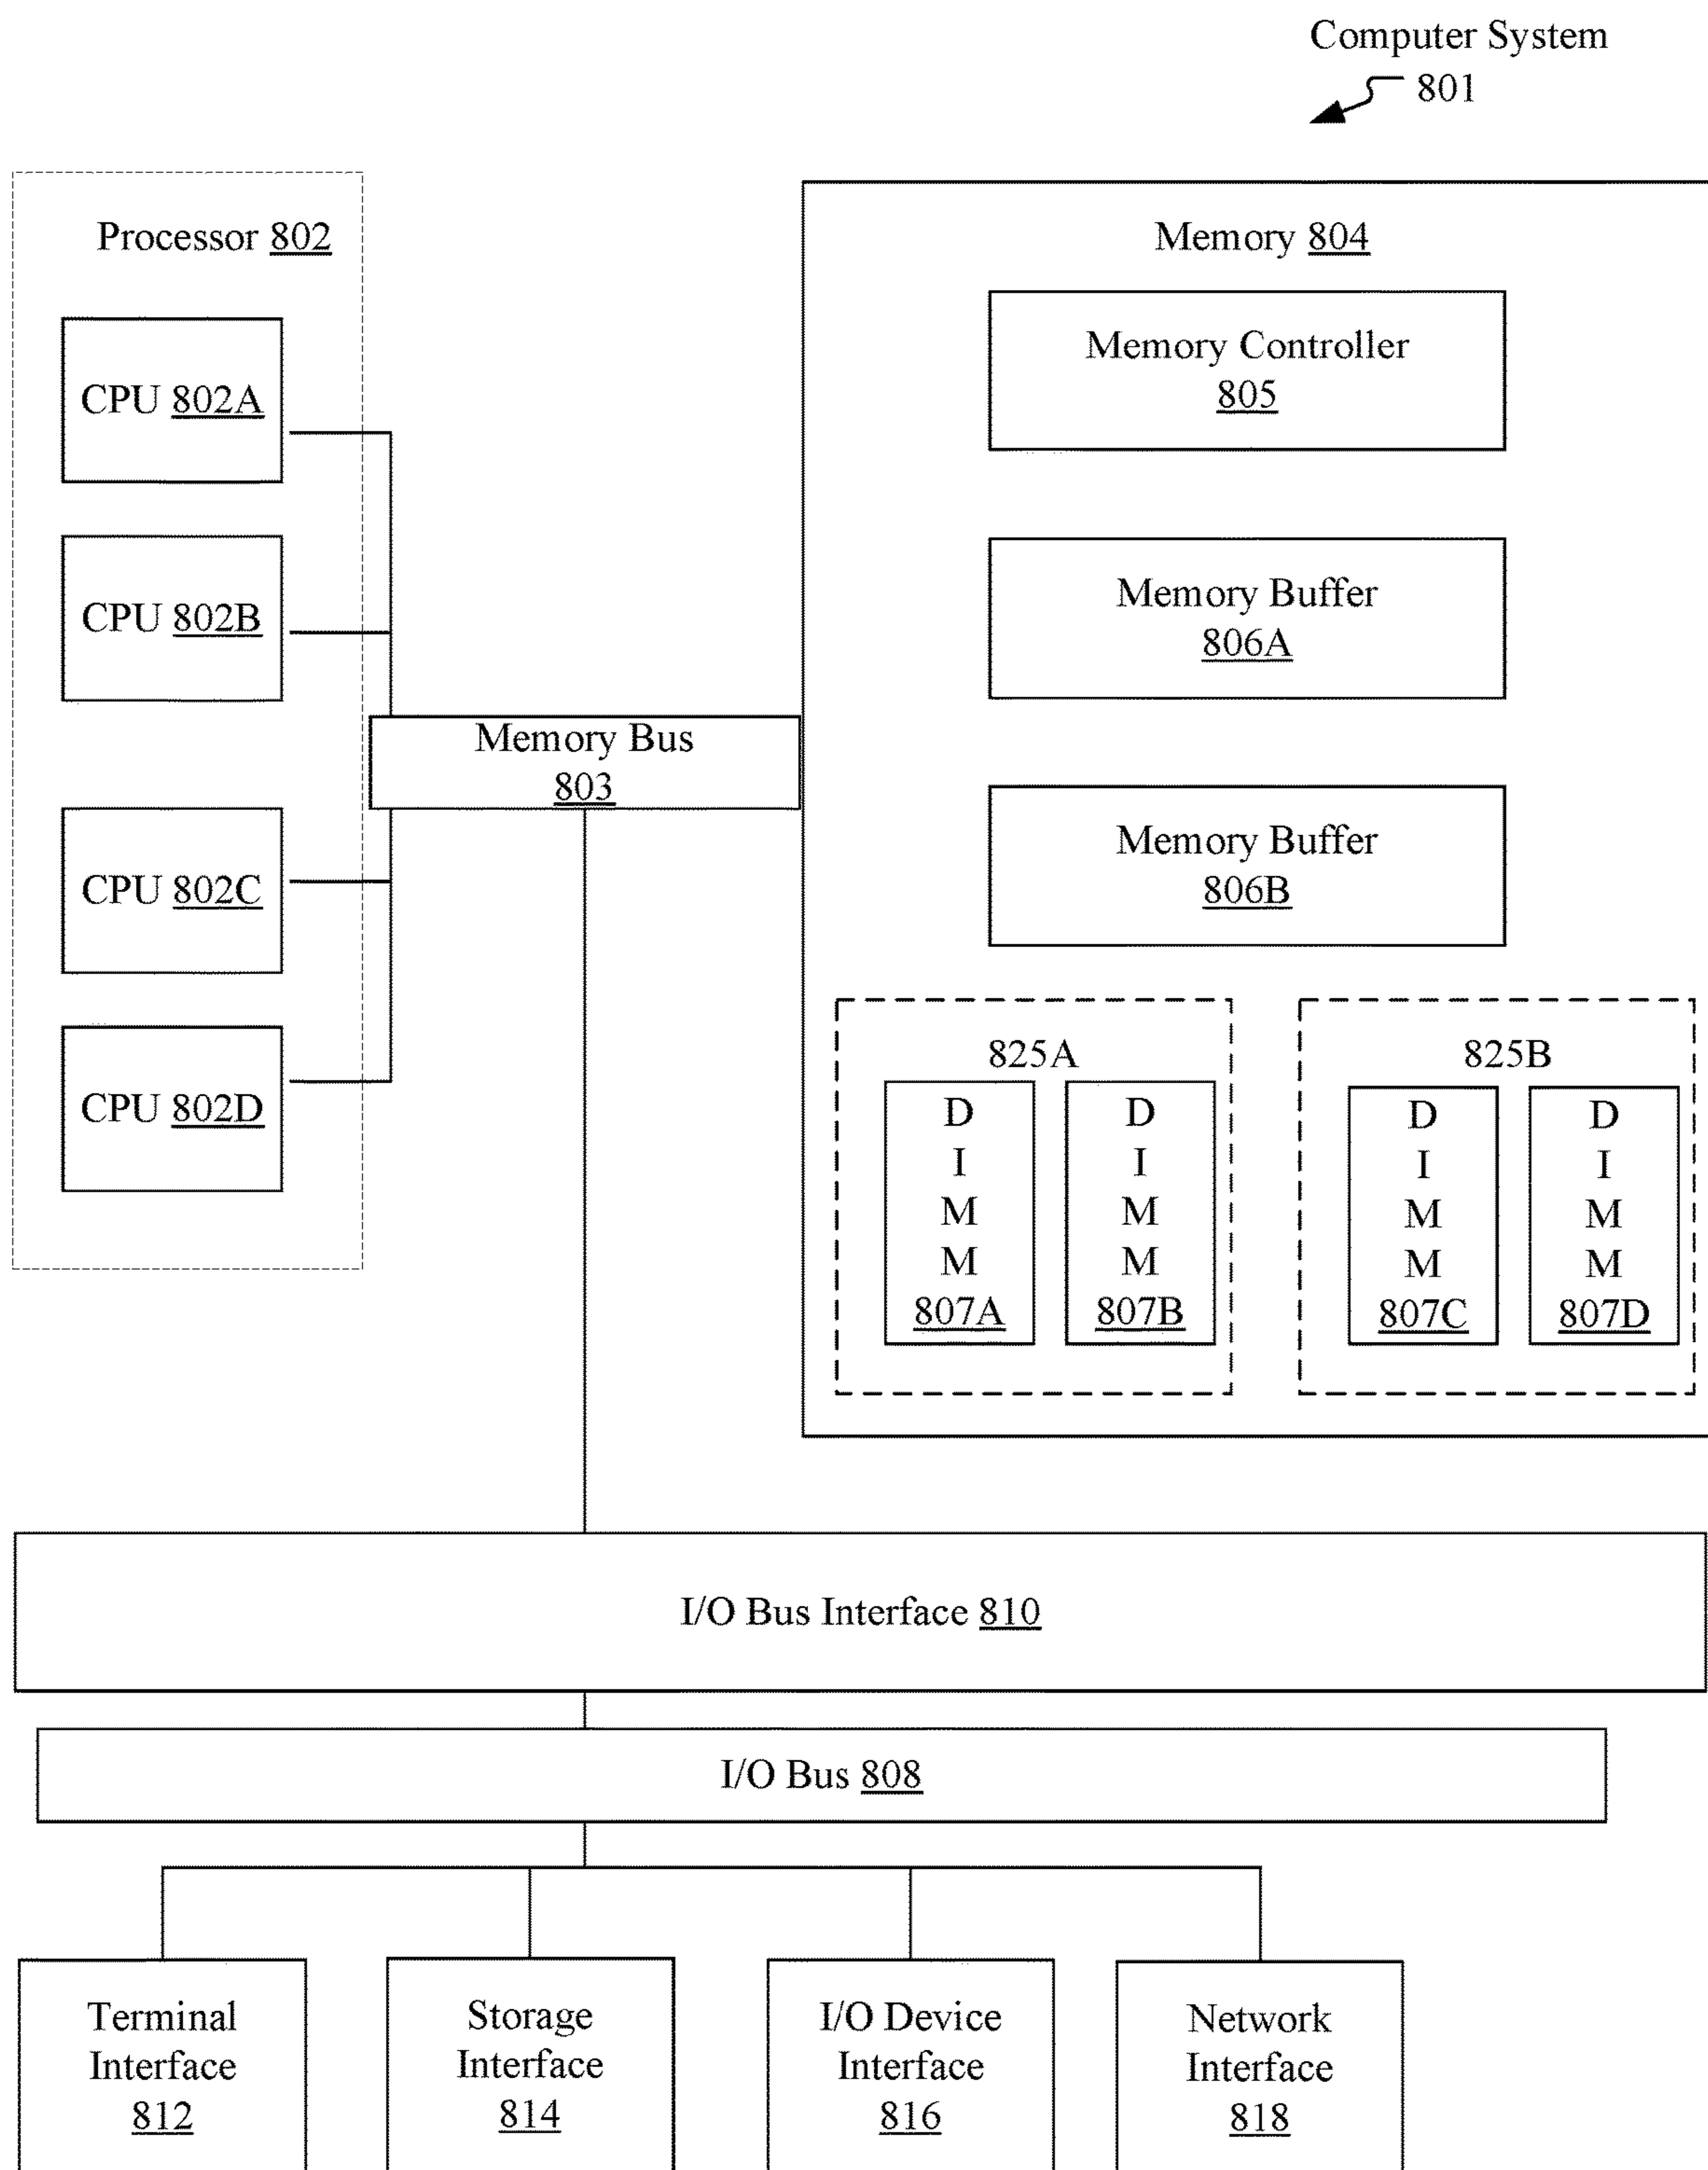 Computer System
801
Processor 802
CPU 802A
CPU 802B
CPU 802C
CPU 802D
Memory Bus
803
Memory 804
Memory Controller
805
Memory Buffer
806A
Memory Buffer
806B
825A
D
I
M
M
807A
D
I
M
M
807B
825B
D
I
M
M
807C
D
I
M
M
807D
I/O Bus Interface 810
I/O Bus 808
Terminal
Interface
812
Storage
Interface
814
I/O Device
Interface
816
Network
Interface
818